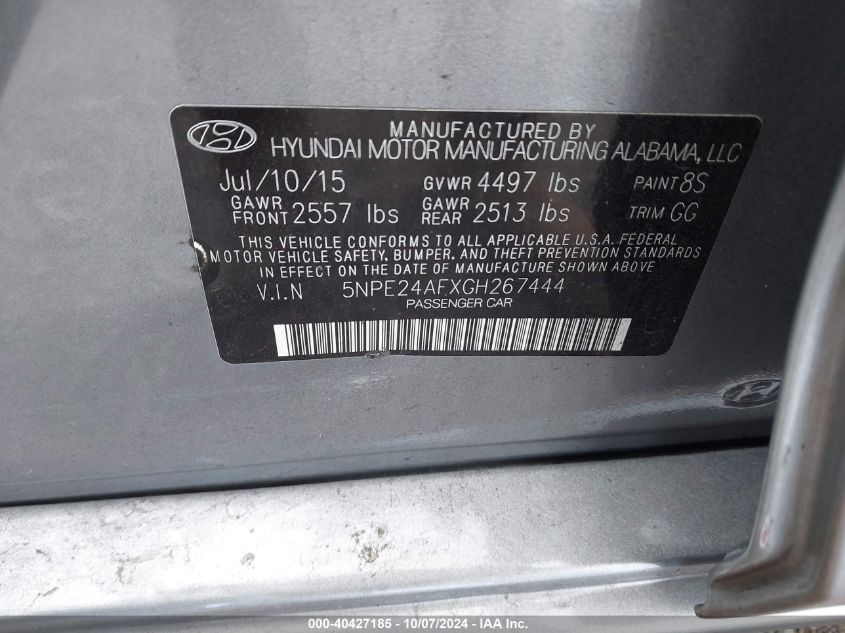 MANUFACTURED BY
HYUNDAI MOTOR MANUFACTURING ALABAMA, LLC
Jul/10/15 GVWR 4497 lbs PAINT 8S
GAWR FRONT 2557 lbs GAWR REAR 2513 lbs TRIM GG
THIS VEHICLE CONFORMS TO ALL APPLICABLE U.S.A. FEDERAL
MOTOR VEHICLE SAFETY, BUMPER, AND THEFT PREVENTION STANDARDS
IN EFFECT ON THE DATE OF MANUFACTURE SHOWN ABOVE
V.I.N 5NPE24AFXGH267444
PASSENGER CAR
000-40427185 - 10/07/2024 - IAA, Inc.